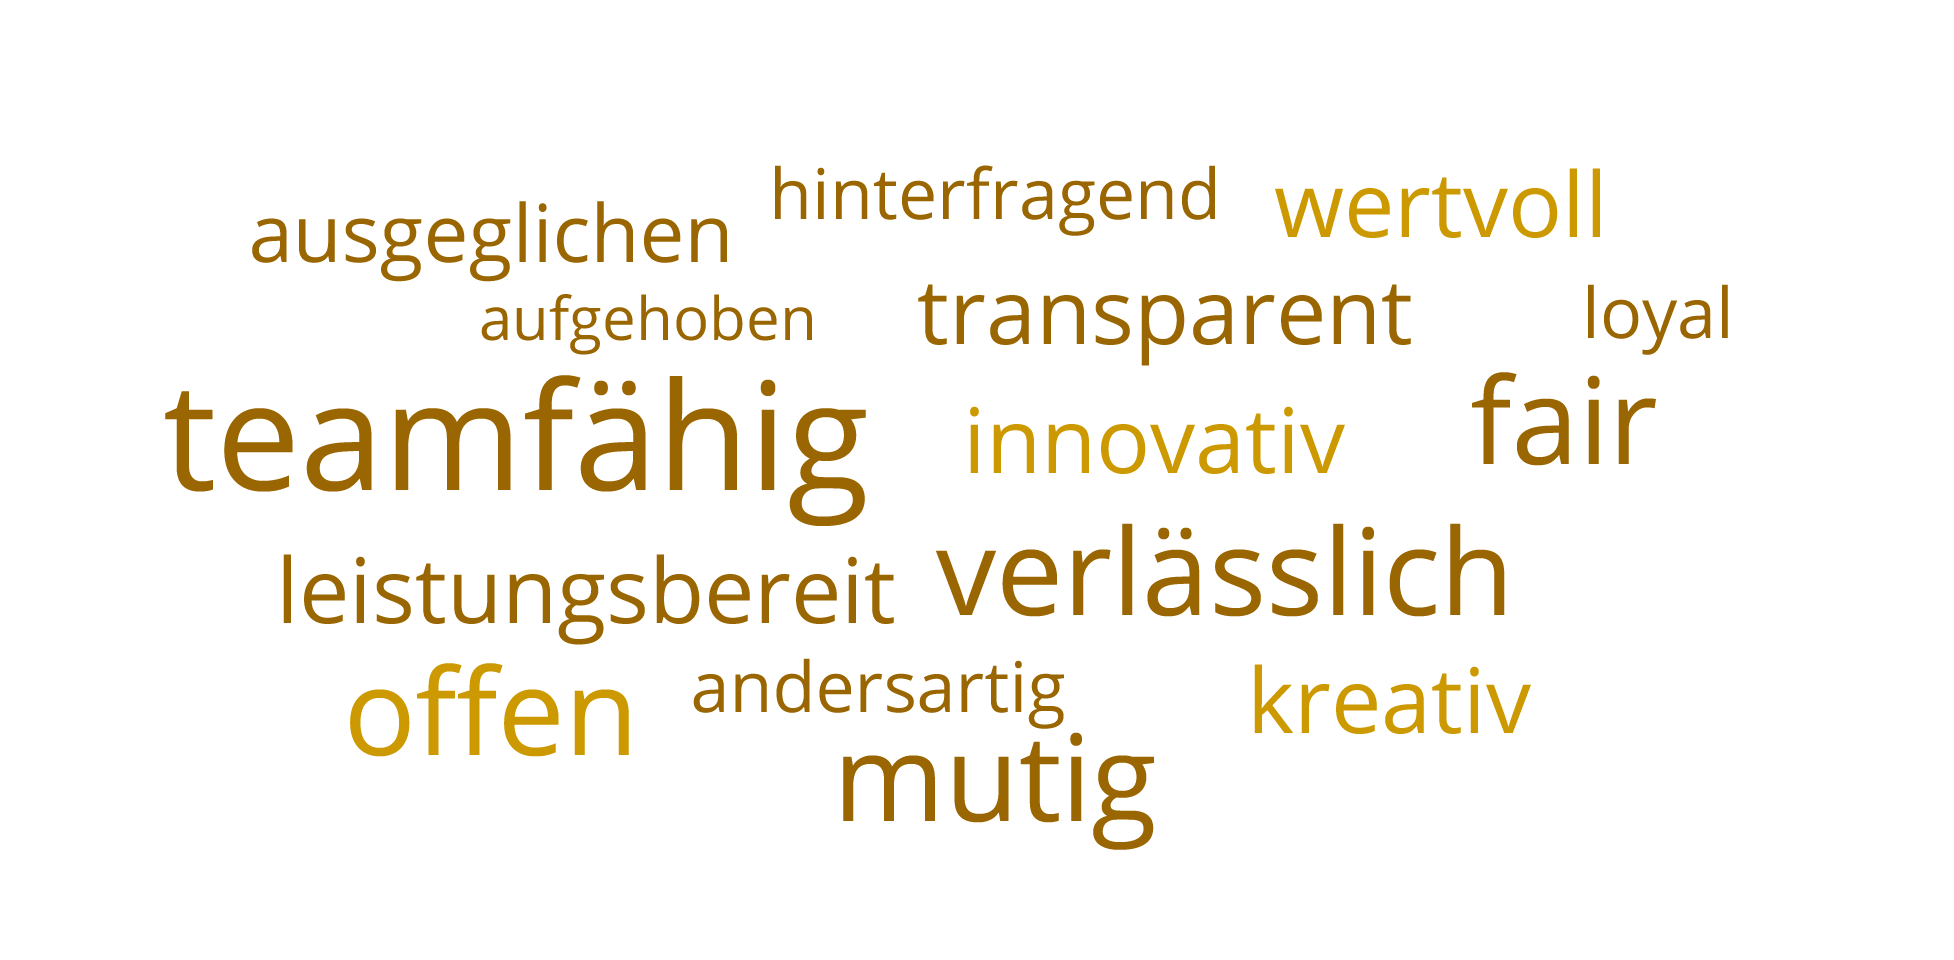 hinterfragend wertvoll
ausgeglichen
aufgehoben transparent loyal
teamfähig innovativ fair
leistungsbereit verlässlich
offen andersartig kreativ
mutig